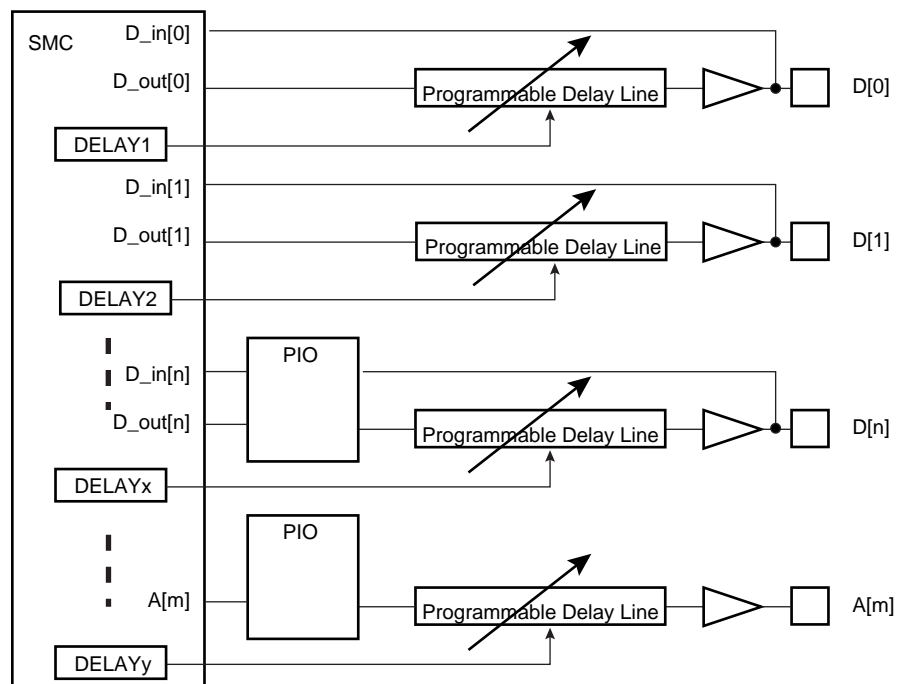 SMC
D_in[0]
D_out[0]
Programmable Delay Line
D[0]
DELAY1
D_in[1]
D_out[1]
Programmable Delay Line
D[1]
DELAY2
PIO
D_in[n]
D_out[n]
Programmable Delay Line
D[n]
DELAYx
PIO
A[m]
Programmable Delay Line
A[m]
DELAYy